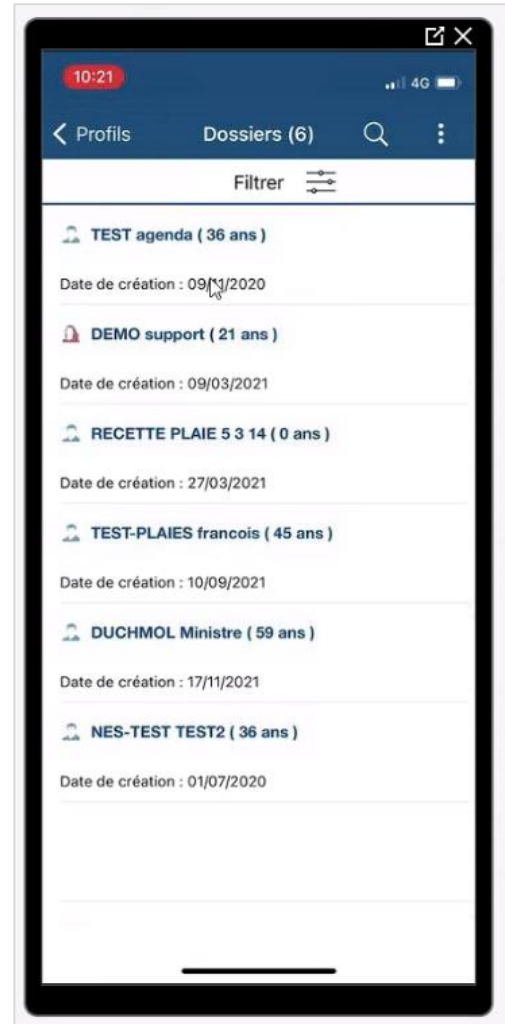 10:21
4G
Profils Dossiers (6)
Filtrer
TEST agenda ( 36 ans )
Date de création : 09/11/2020
DEMO support ( 21 ans )
Date de création : 09/03/2021
RECETTE PLAIE 5 3 14 ( 0 ans )
Date de création : 27/03/2021
TEST-PLAIES francois ( 45 ans )
Date de création : 10/09/2021
DUCHMOL Ministre ( 59 ans )
Date de création : 17/11/2021
NES-TEST TEST2 ( 36 ans )
Date de création : 01/07/2020